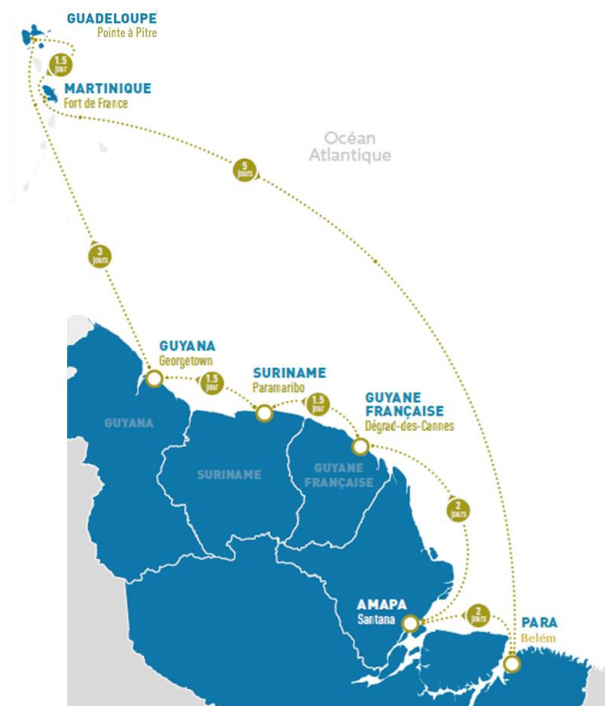 GUADELOUPE
Pointe à Pitre
1.5
jour
MARTINIQUE
Fort de France
Océan
Atlantique
5
jours
3
jours
GUYANA
Georgetown
1.5
jour
SURINAME
Paramaribo
1.5
jour
GUYANE
FRANÇAISE
Dégrad-des-Cannes
GUYANA
SURINAME
GUYANE
FRANÇAISE
2
jours
AMAPA
Santana
2
jours
PARA
Belém